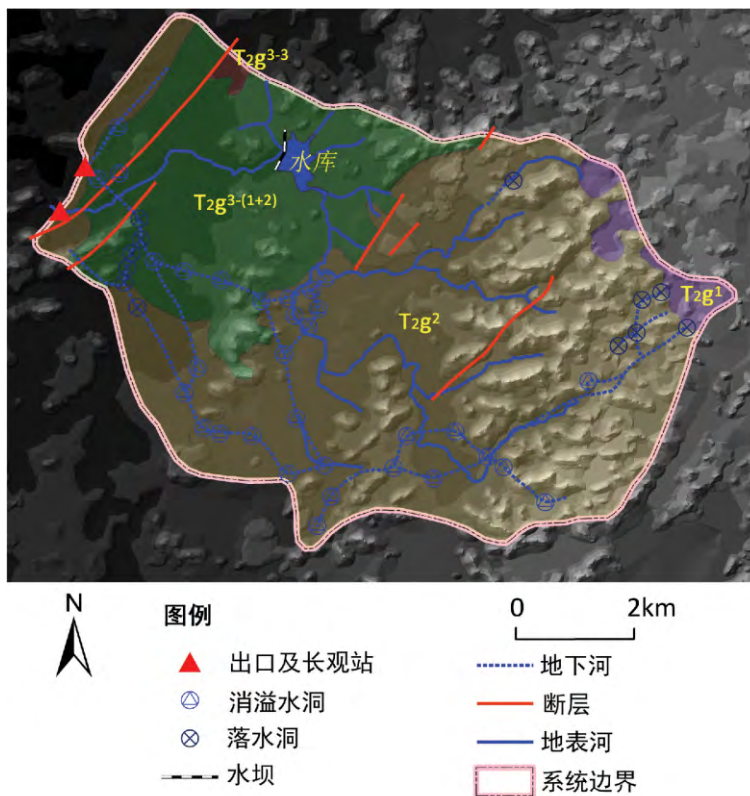 T₂g³⁻³
水库
T₂g³⁻⁽¹⁺²⁾
T₂g¹
T₂g²
N
图例
0 2km
出口及长观站
地下河
消溢水洞
断层
落水洞
地表河
水坝
系统边界